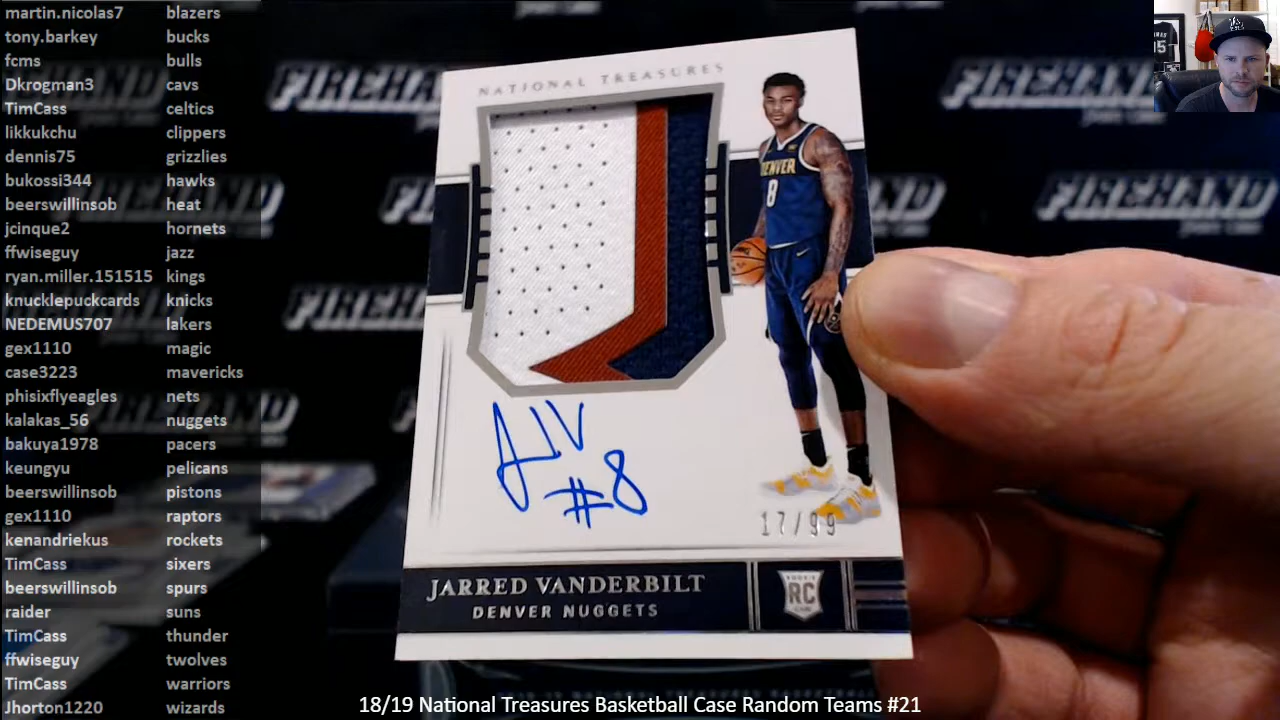 martin.nicolas7 blazers
tony.barkey bucks
fcms bulls
Dkrogman3 cavs
TimCass celtics
likkukchu clippers
dennis75 grizzlies
bukossi344 hawks
beerswillinsob heat
jcinque2 hornets
ffwiseguy jazz
ryan.miller.151515 kings
knucklepuckcards knicks
NEDEMUS707 lakers
gex1110 magic
case3223 mavericks
phisixflyeagles nets
kalakas_56 nuggets
bakuya1978 pacers
keungyu pelicans
beerswillinsob pistons
gex1110 raptors
kenandriekus rockets
TimCass sixers
beerswillinsob spurs
raider suns
TimCass thunder
ffwiseguy twolves
TimCass warriors
Jhorton1220 wizards
FIREHAND
NATIONAL TREASURES
DENVER
8
#8
17/99
JARRED VANDERBILT
DENVER NUGGETS
RC
18/19 National Treasures Basketball Case Random Teams #21